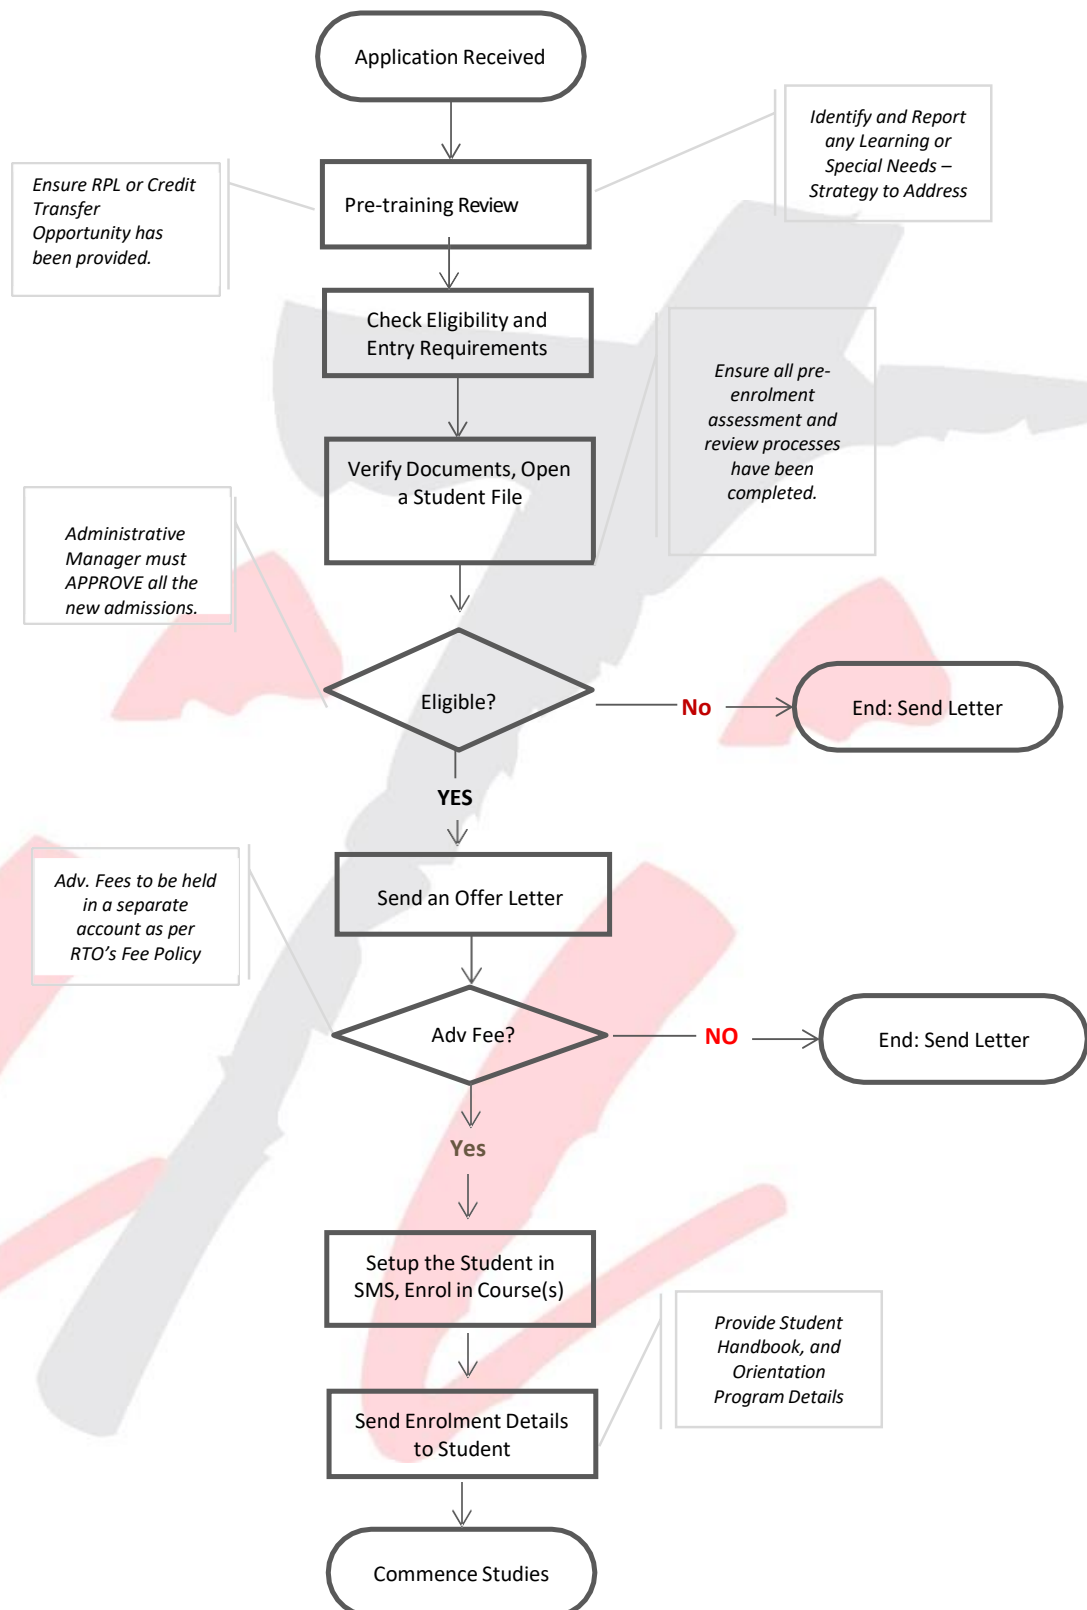 Application Received
Identify and Report
any Learning or
Special Needs –
Strategy to Address
Ensure RPL or Credit
Transfer
Opportunity has
been provided.
Pre-training Review
Check Eligibility and
Entry Requirements
Ensure all pre-
enrolment
assessment and
review processes
have been
completed.
Verify Documents, Open
a Student File
Administrative
Manager must
APPROVE all the
new admissions.
Eligible?
No
End: Send Letter
YES
Adv. Fees to be held
in a separate
account as per
RTO's Fee Policy
Send an Offer Letter
Adv Fee?
NO
End: Send Letter
Yes
Setup the Student in
SMS, Enrol in Course(s)
Provide Student
Handbook, and
Orientation
Program Details
Send Enrolment Details
to Student
Commence Studies